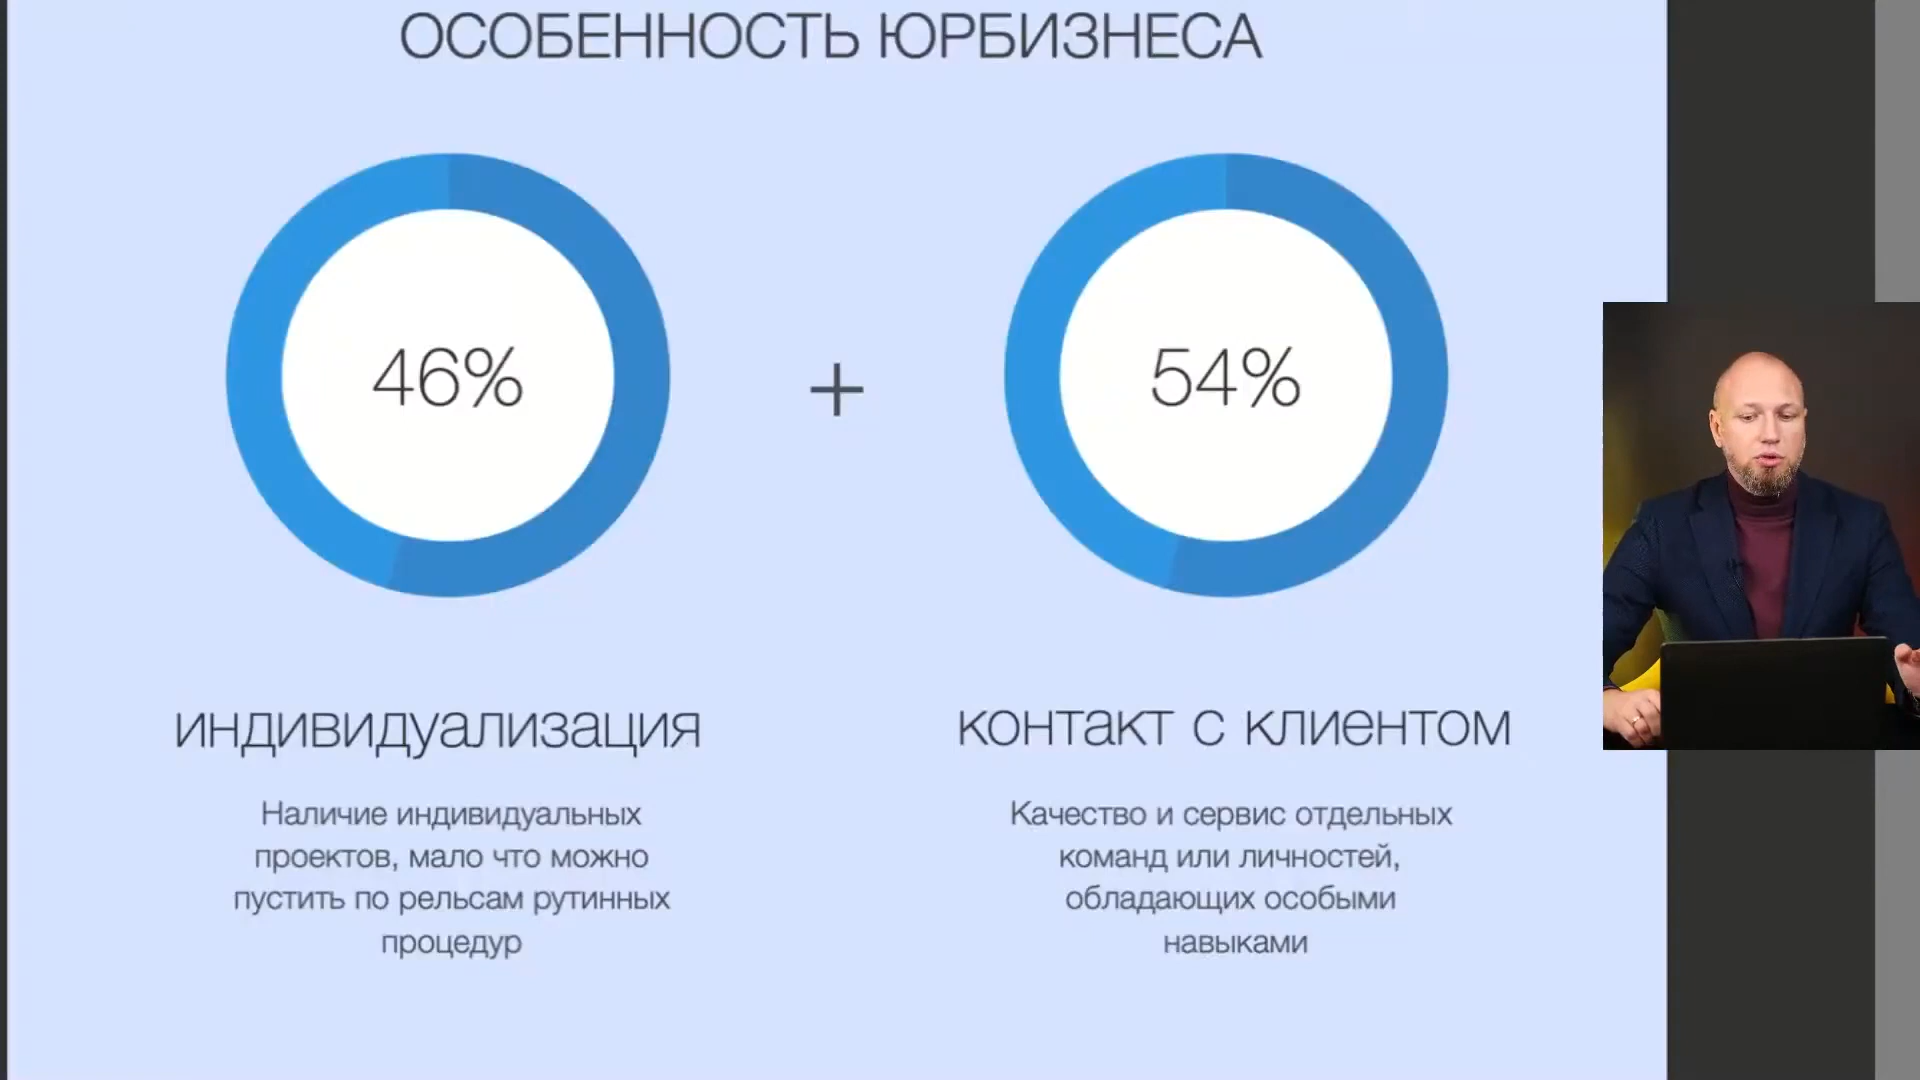 ОСОБЕННОСТЬ ЮРБИЗНЕСА
46%
+
54%
ИНДИВИДУАЛИЗАЦИЯ
КОНТАКТ С КЛИЕНТОМ
Наличие индивидуальных
проектов, мало что можно
пустить по рельсам рутинных
процедур
Качество и сервис отдельных
команд или личностей,
обладающих особыми
навыками